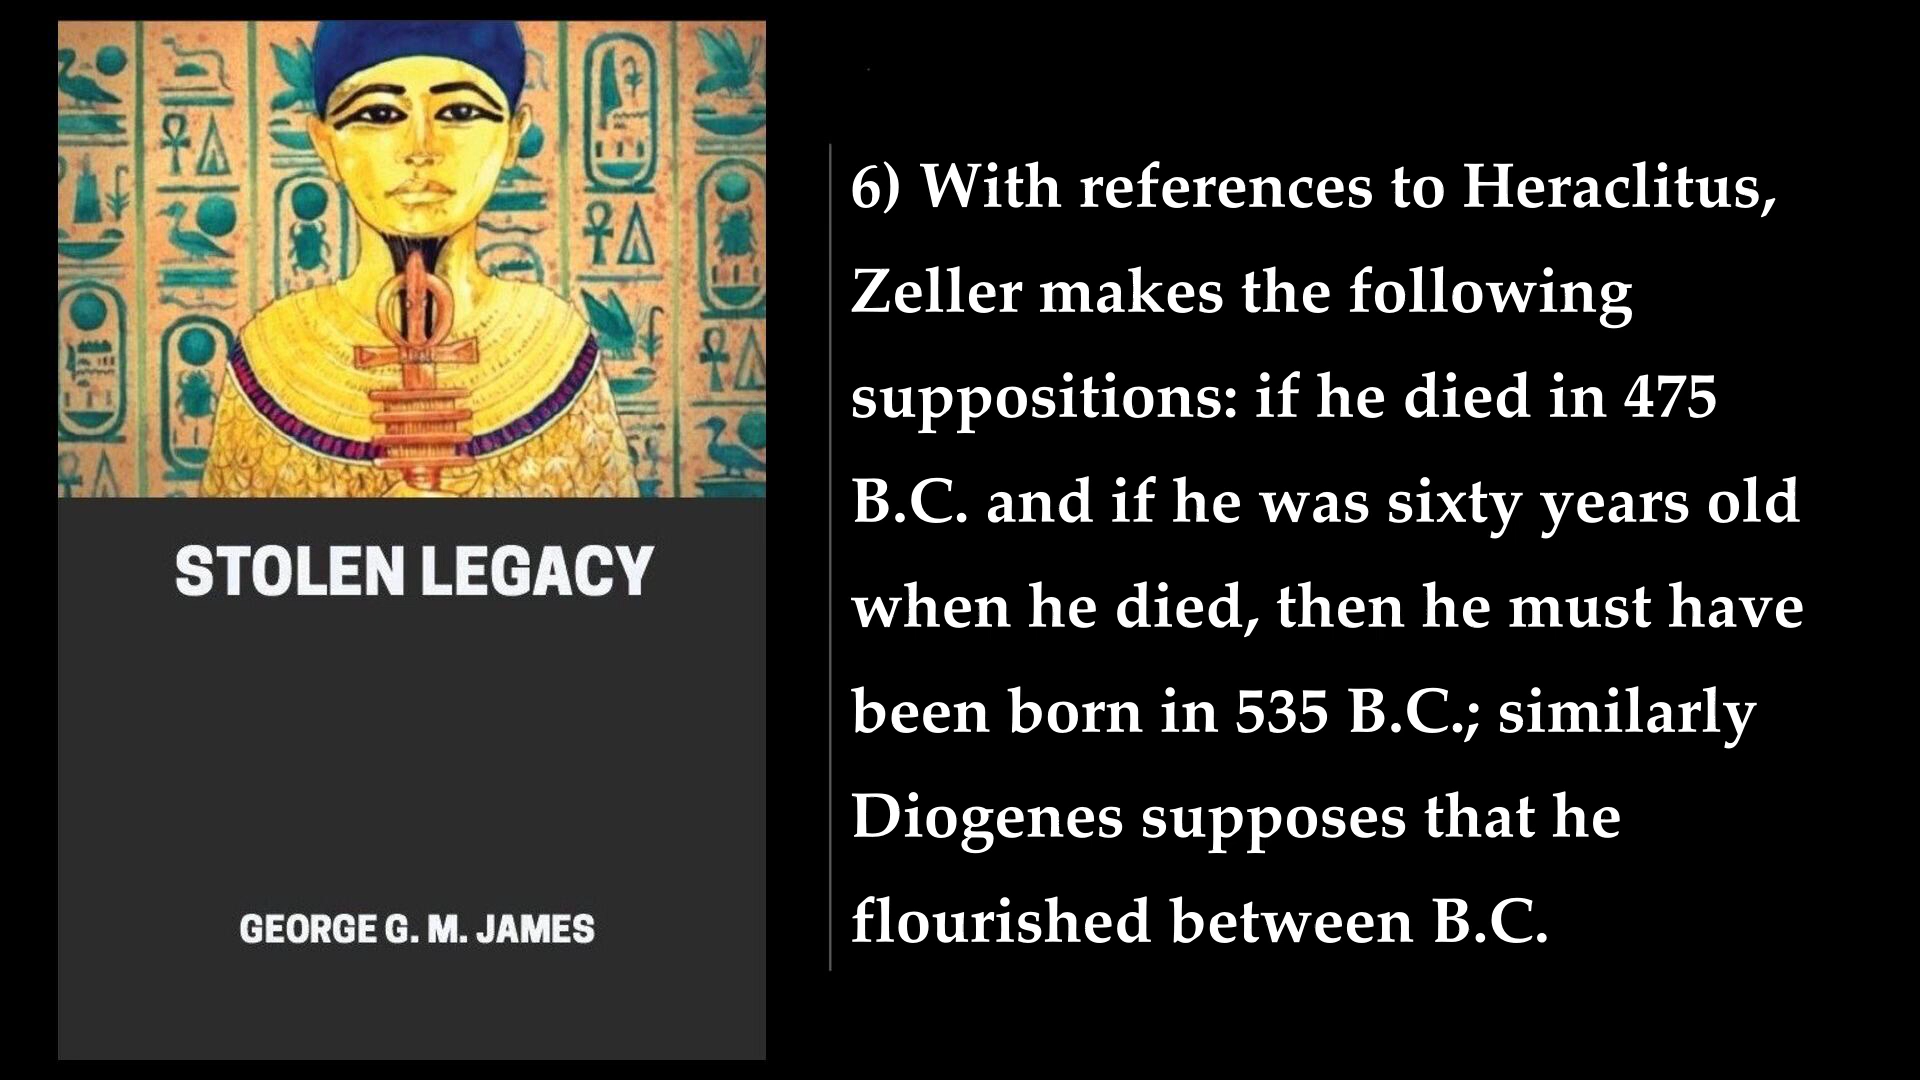 STOLEN LEGACY
GEORGE G. M. JAMES
6) With references to Heraclitus,
Zeller makes the following
suppositions: if he died in 475
B.C. and if he was sixty years old
when he died, then he must have
been born in 535 B.C.; similarly
Diogenes supposes that he
flourished between B.C.